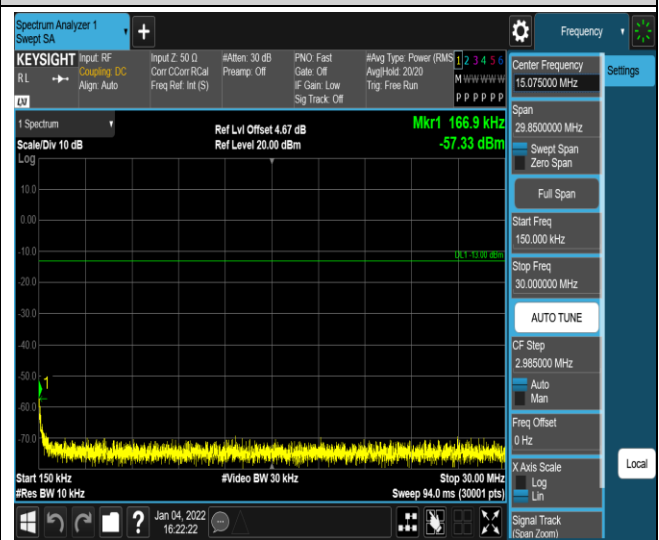 Spectrum Analyzer 1
Swept SA
+
Frequency
KEYSIGHT
RL
LXI
Input: RF
Coupling: DC
Align: Auto
Input Z: 50 Ω
Corr CCorr RCal
Freq Ref: Int (S)
#Atten: 30 dB
Preamp: Off
PNO: Fast
Gate: Off
IF Gain: Low
Sig Track: Off
#Avg Type: Power (RMS
Avg|Hold: 20/20
Trig: Free Run
1 2 3 4 5 6
M W W W W W
P P P P P P
Center Frequency
15.075000 MHz
Settings
1 Spectrum
Scale/Div 10 dB
Ref Lvl Offset 4.67 dB
Ref Level 20.00 dBm
Mkr1 166.9 kHz
-57.33 dBm
Span
29.8500000 MHz
Swept Span
Zero Span
Full Span
Start Freq
150.000 kHz
Stop Freq
30.000000 MHz
AUTO TUNE
CF Step
2.985000 MHz
Auto
Man
Freq Offset
0 Hz
X Axis Scale
Log
Lin
Local
Signal Track
(Span Zoom)
Log
10.0
0.00
-10.0
DL1 -13.00 dBm
-20.0
-30.0
-40.0
-50.0
1
-60.0
-70.0
Start 150 kHz
#Video BW 30 kHz
Stop 30.00 MHz
#Res BW 10 kHz
Sweep 94.0 ms (30001 pts)
?
Jan 04, 2022
16:22:22